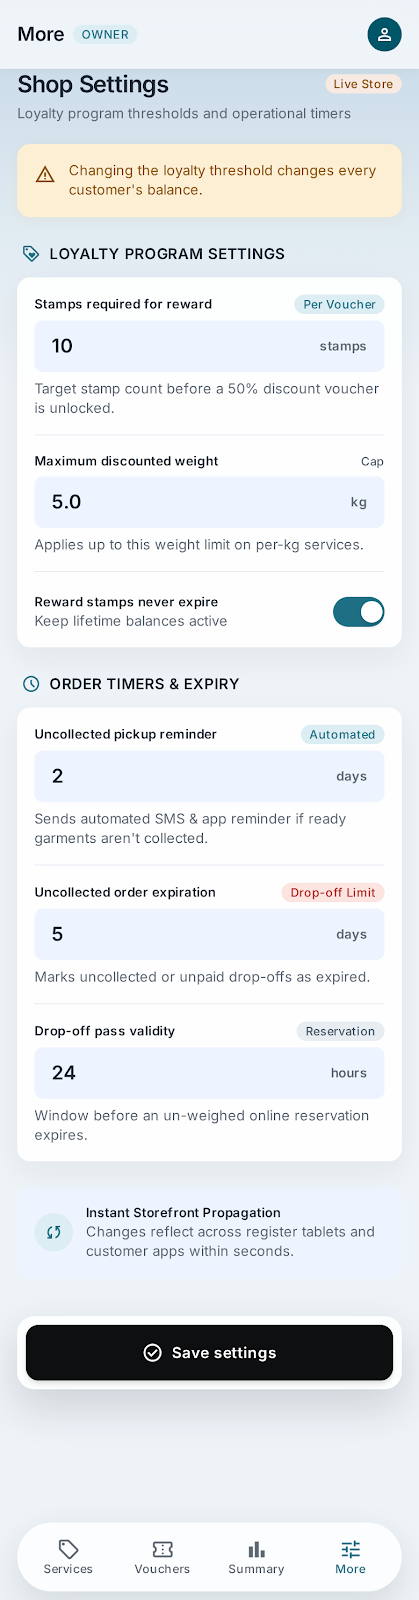 More OWNER
Shop Settings Live Store
Loyalty program thresholds and operational timers
Changing the loyalty threshold changes every
customer's balance.
LOYALTY PROGRAM SETTINGS
Stamps required for reward Per Voucher
10 stamps
Target stamp count before a 50% discount voucher
is unlocked.
Maximum discounted weight Cap
5.0 kg
Applies up to this weight limit on per-kg services.
Reward stamps never expire
Keep lifetime balances active
ORDER TIMERS & EXPIRY
Uncollected pickup reminder Automated
2 days
Sends automated SMS & app reminder if ready
garments aren't collected.
Uncollected order expiration Drop-off Limit
5 days
Marks uncollected or unpaid drop-offs as expired.
Drop-off pass validity Reservation
24 hours
Window before an un-weighed online reservation
expires.
Instant Storefront Propagation
Changes reflect across register tablets and
customer apps within seconds.
Save settings
Services Vouchers Summary More